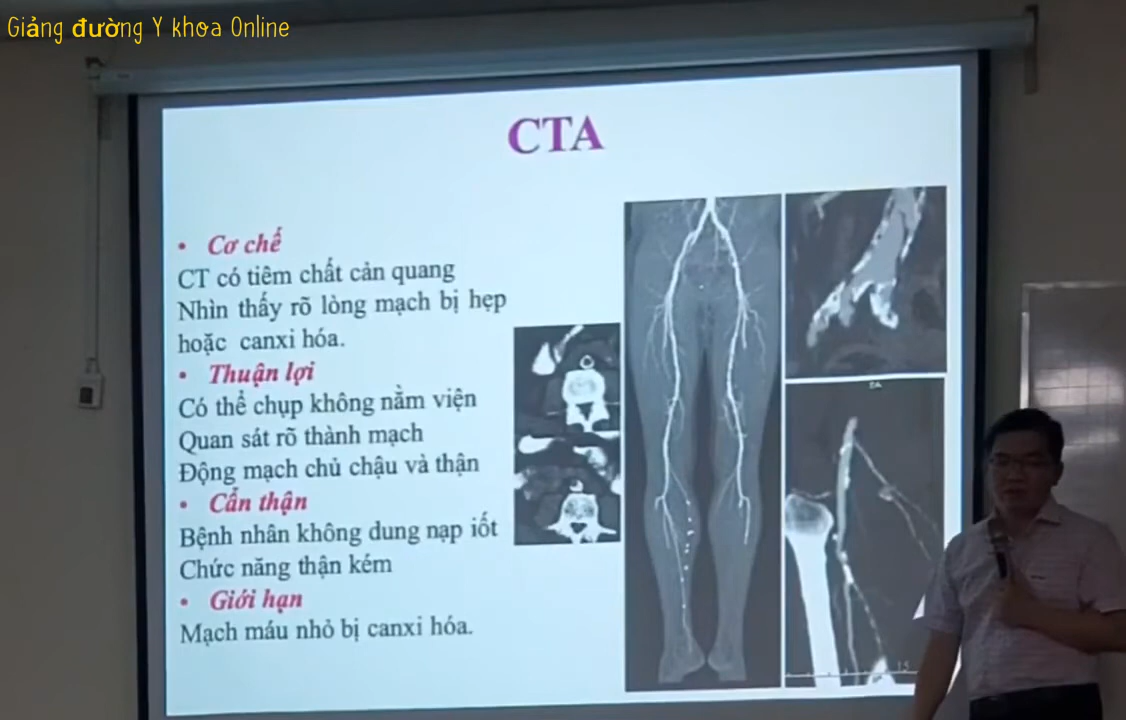 Giảng đường Y khoa Online
CTA
• Cơ chế
CT có tiêm chất cản quang
Nhìn thấy rõ lòng mạch bị hẹp
hoặc canxi hóa.
• Thuận lợi
Có thể chụp không nằm viện
Quan sát rõ thành mạch
Động mạch chủ chậu và thận
• Cẩn thận
Bệnh nhân không dung nạp iốt
Chức năng thận kém
• Giới hạn
Mạch máu nhỏ bị canxi hóa.